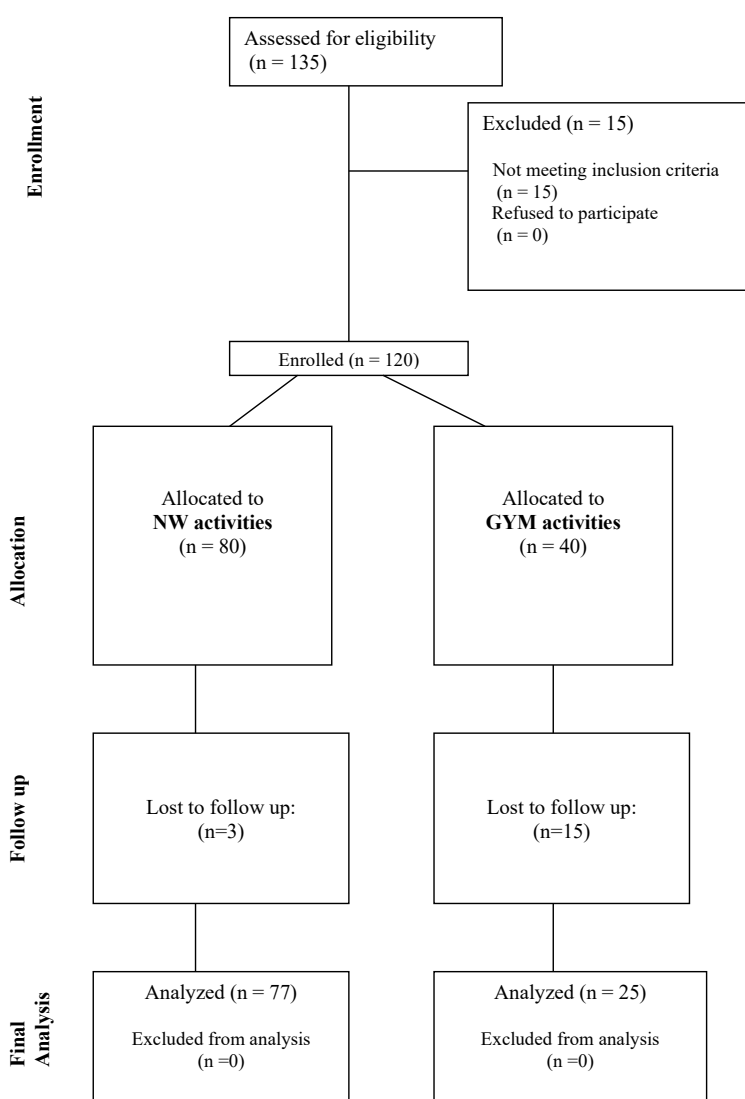 Assessed for eligibility
(n = 135)
Enrollment
Excluded (n = 15)
Not meeting inclusion criteria
(n = 15)
Refused to participate
(n = 0)
Enrolled (n = 120)
Allocation
Allocated to
NW activities
(n = 80)
Allocated to
GYM activities
(n = 40)
Follow up
Lost to follow up:
(n=3)
Lost to follow up:
(n=15)
Final
Analysis
Analyzed (n = 77)
Excluded from analysis
(n =0)
Analyzed (n = 25)
Excluded from analysis
(n =0)